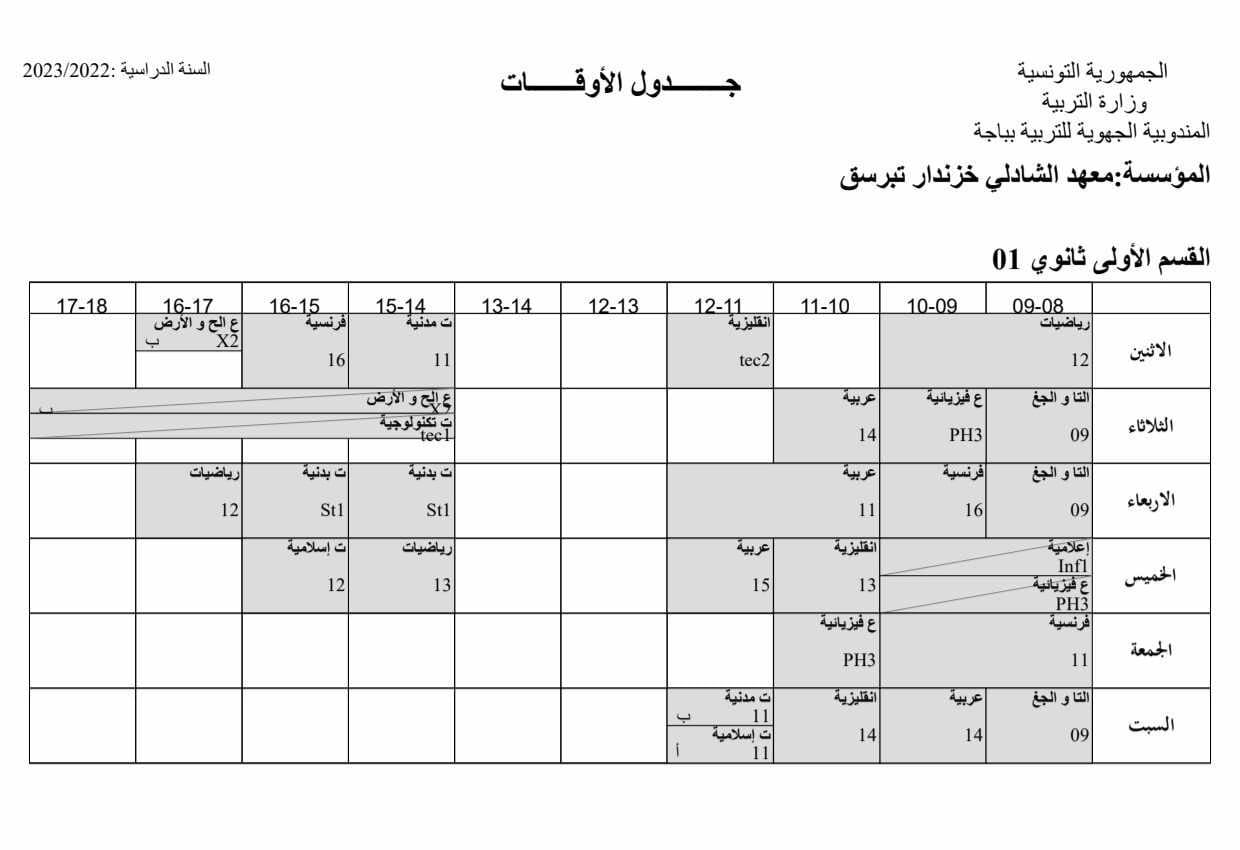 الجمهورية التونسية
وزارة التربية
المندوبية الجهوية للتربية بباجة
جـــــدول الأوقـــــات
السنة الدراسية :2023/2022
المؤسسة:معهد الشاذلي خزندار تبرسق
القسم الأولى ثانوي 01
09-08 10-09 11-10 12-11 12-13 13-14 15-14 16-15 16-17 17-18
الاثنين
رياضيات
12
انقليزية
tec2
ت مدنية
11
فرنسية
16
ع الح و الأرض
X2 ب
الثلاثاء
التا و الجغ
09
ع فيزيائية
PH3
عربية
14
ع الح و الأرض
X2 ب
ت تكنولوجية
tec1
الاربعاء
التا و الجغ
09
فرنسية
16
عربية
11
ت بدنية
St1
ت بدنية
St1
رياضيات
12
الخميس
إعلامية
Inf1
ع فيزيائية
PH3
انقليزية
13
عربية
15
رياضيات
13
ت إسلامية
12
الجمعة
فرنسية
11
ع فيزيائية
PH3
السبت
التا و الجغ
09
عربية
14
انقليزية
14
ت مدنية
11 ب
ت إسلامية
11 أ